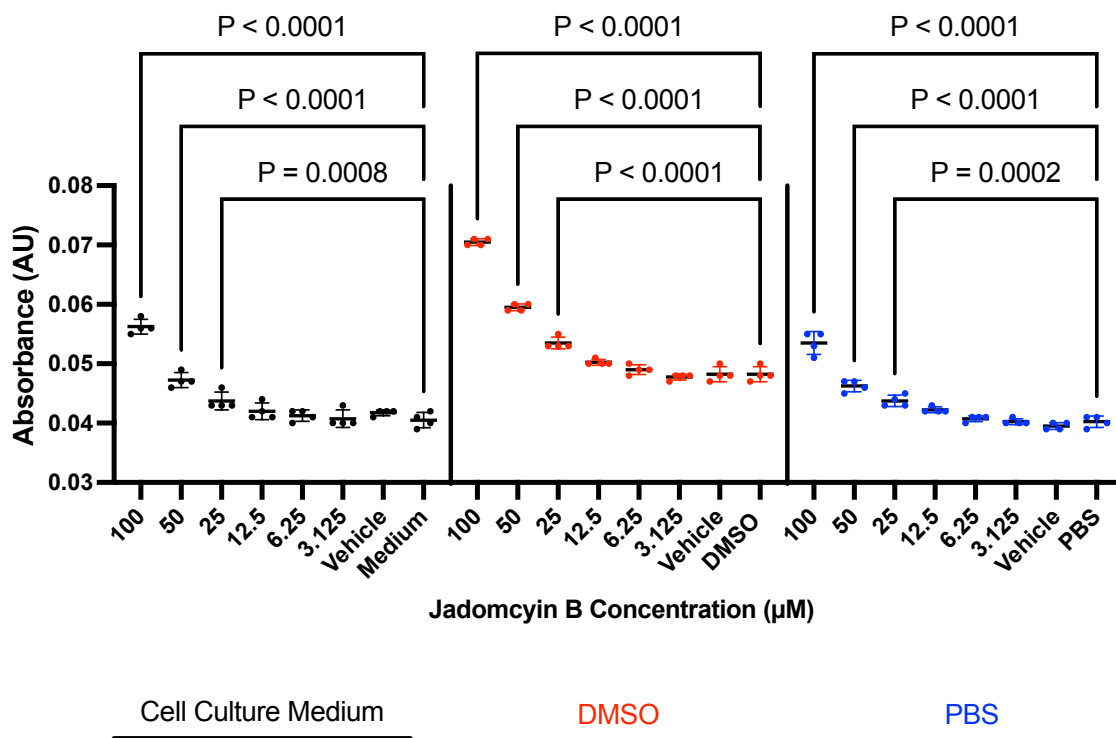 P < 0.0001 P < 0.0001 P < 0.0001
P < 0.0001 P < 0.0001 P < 0.0001
P = 0.0008 P < 0.0001 P = 0.0002
Absorbance (AU)
0.08
0.07
0.06
0.05
0.04
0.03
100 50 25 12.5 6.25 3.125 Vehicle Medium 100 50 25 12.5 6.25 3.125 Vehicle DMSO 100 50 25 12.5 6.25 3.125 Vehicle PBS
Jadomcyin B Concentration (μM)
Cell Culture Medium DMSO PBS